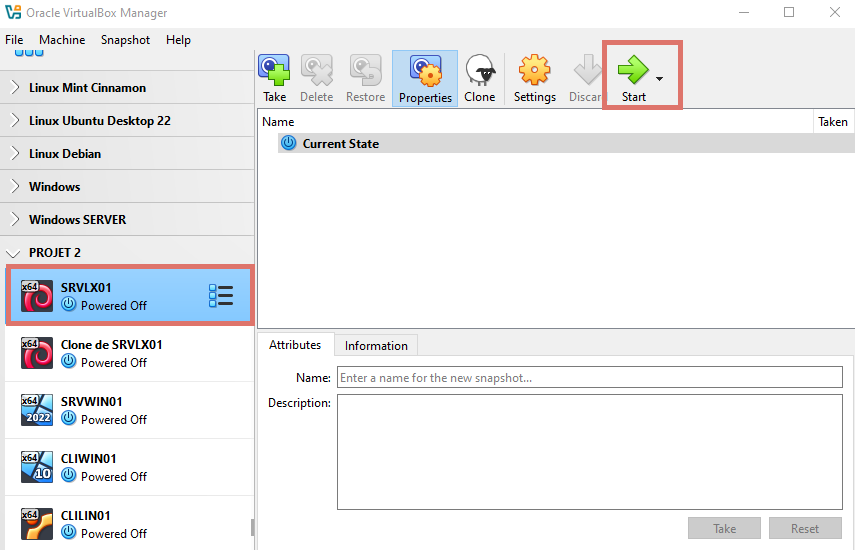 Oracle VirtualBox Manager
File Machine Snapshot Help
Linux Mint Cinnamon
Linux Ubuntu Desktop 22
Linux Debian
Windows
Windows SERVER
PROJET 2
x64
SRVLX01
Powered Off
x64
Clone de SRVLX01
Powered Off
x64
2022
SRVWIN01
Powered Off
x64
10
CLIWIN01
Powered Off
x64
CLILIN01
Powered Off
Take Delete Restore Properties Clone Settings Discar Start
Name Taken
Current State
Attributes Information
Name: Enter a name for the new snapshot...
Description:
Take Reset